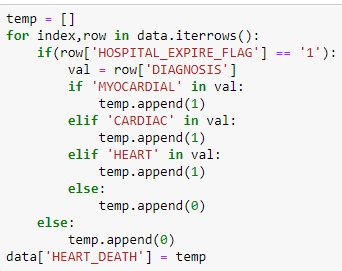 temp = []
for index,row in data.iterrows():
    if(row['HOSPITAL_EXPIRE_FLAG'] == '1'):
        val = row['DIAGNOSIS']
        if 'MYOCARDIAL' in val:
            temp.append(1)
        elif 'CARDIAC' in val:
            temp.append(1)
        elif 'HEART' in val:
            temp.append(1)
        else:
            temp.append(0)
    else:
        temp.append(0)
data['HEART_DEATH'] = temp